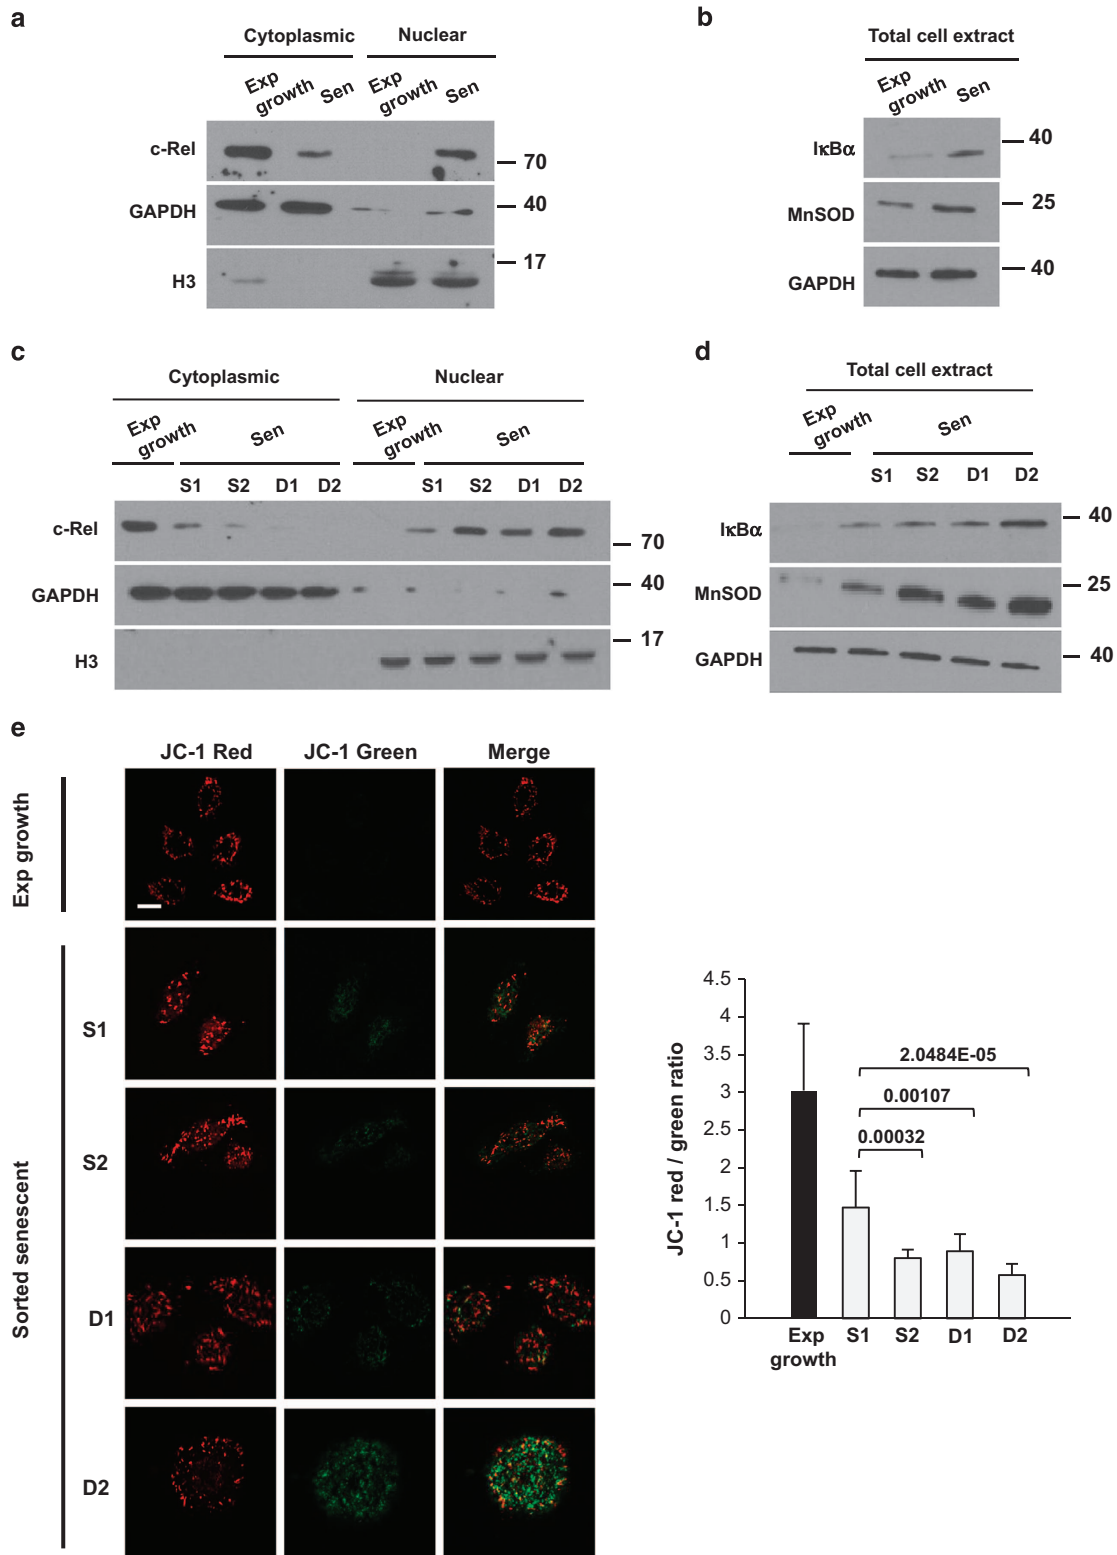 a
Cytoplasmic Nuclear
Exp growth Sen Exp growth Sen
c-Rel 70
GAPDH 40
H3 17
b
Total cell extract
Exp growth Sen
IκBα 40
MnSOD 25
GAPDH 40
c
Cytoplasmic Nuclear
Exp growth Sen Exp growth Sen
S1 S2 D1 D2 S1 S2 D1 D2
c-Rel 70
GAPDH 40
H3 17
d
Total cell extract
Exp growth Sen
S1 S2 D1 D2
IκBα 40
MnSOD 25
GAPDH 40
e
JC-1 Red JC-1 Green Merge
Exp growth
Sorted senescent
S1
S2
D1
D2
JC-1 red / green ratio
4.5
4
3.5
3
2.5
2
1.5
1
0.5
0
2.0484E-05
0.00107
0.00032
Exp growth S1 S2 D1 D2